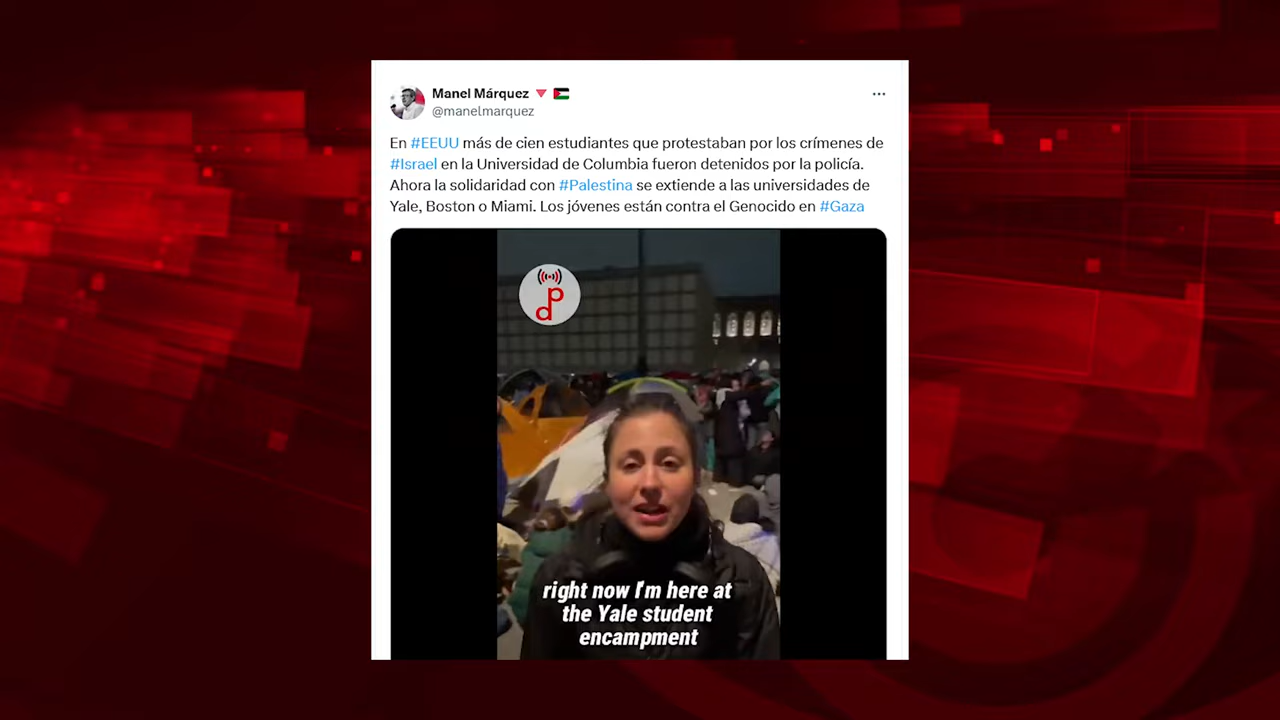 Manel Márquez 🔻 🇵🇸
@manelmarquez
En #EEUU más de cien estudiantes que protestaban por los crímenes de
#Israel en la Universidad de Columbia fueron detenidos por la policía.
Ahora la solidaridad con #Palestina se extiende a las universidades de
Yale, Boston o Miami. Los jóvenes están contra el Genocido en #Gaza
dp
right now I'm here at
the Yale student
encampment